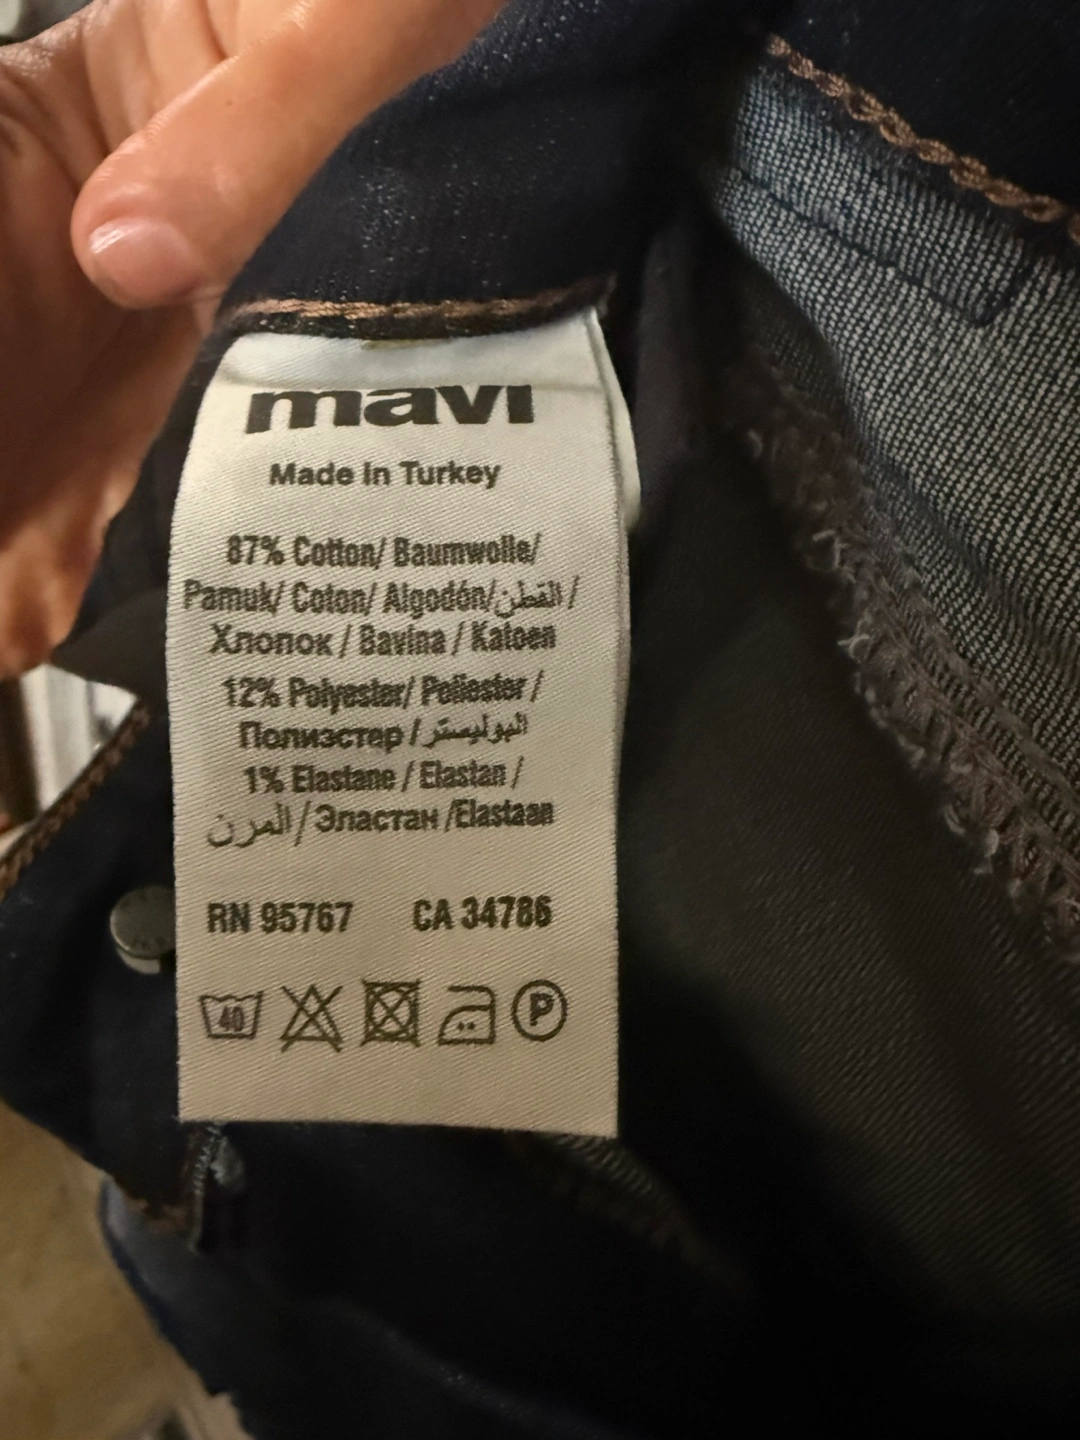 mavi
Made In Turkey
87% Cotton/ Baumwolle/
Pamuk/ Coton/ Algodón/القطن/
Хлопок / Bavlna / Katoen
12% Polyester/ Poliester /
Полиэстер / البوليستر
1% Elastane / Elastan /
المرن / Эластан /Elastaan
RN 95767 CA 34786
40 P